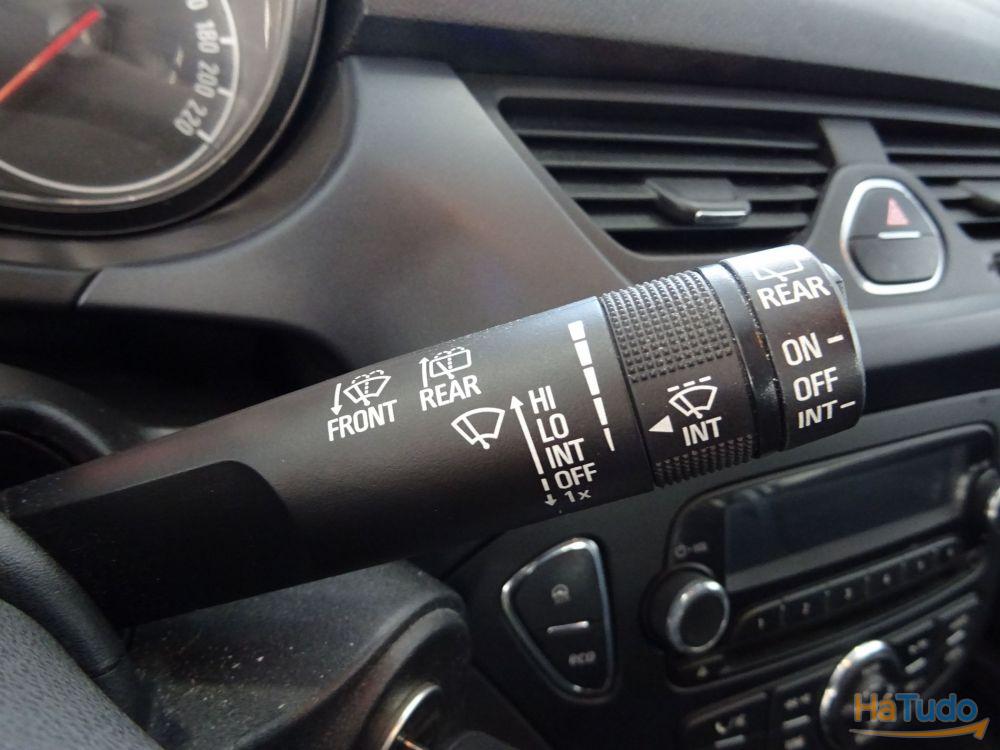 180
200
220
REAR
ON
OFF
INT
REAR
FRONT
HI
LO
INT
OFF
1x
INT
eco
1 2 3 4 5
HáTudo